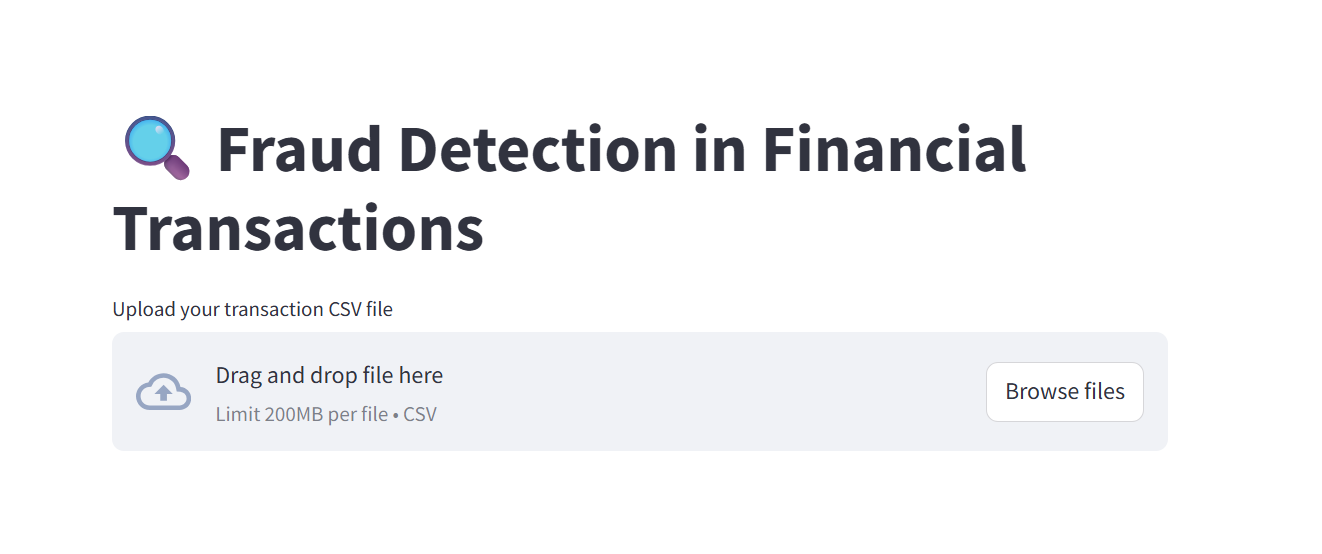 Fraud Detection in Financial
Transactions
Upload your transaction CSV file
Drag and drop file here
Limit 200MB per file • CSV
Browse files